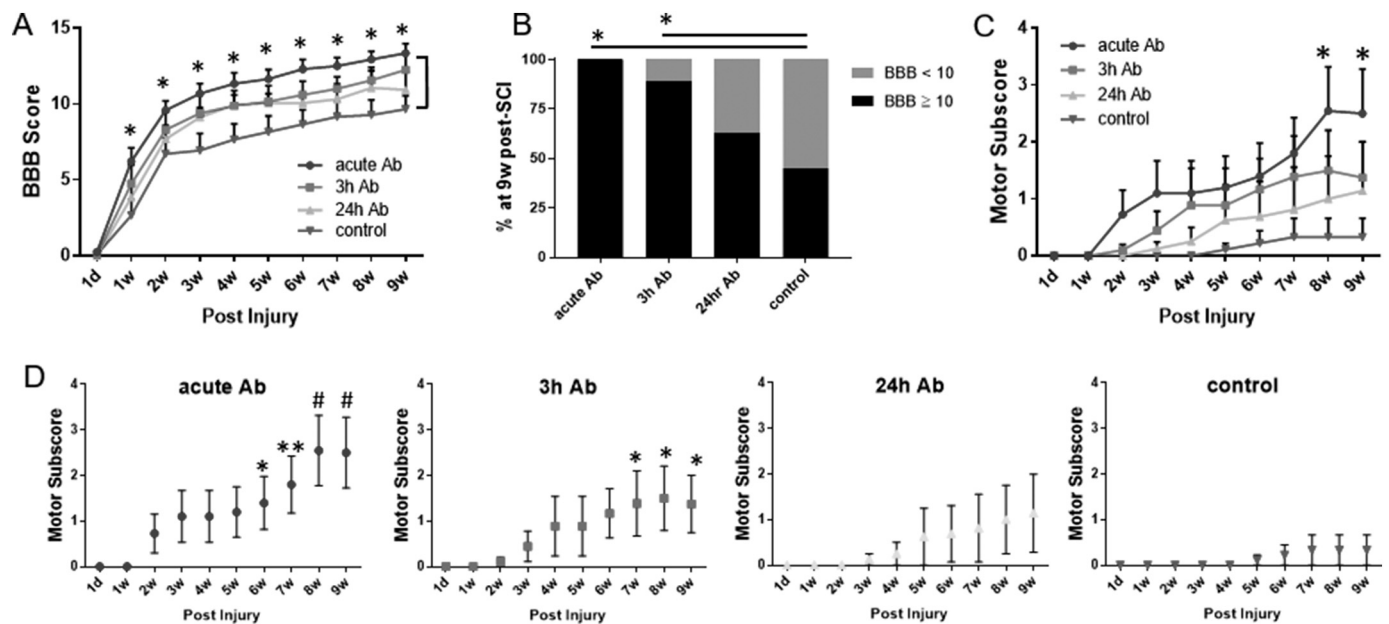 A
BBB Score
15
10
5
0
* * * * * * * * *
acute Ab
3h Ab
24h Ab
control
1d 1w 2w 3w 4w 5w 6w 7w 8w 9w
Post Injury
B
% at 9w post-SCI
100
75
50
25
0
*
*
BBB < 10
BBB ≧ 10
acute Ab 3h Ab 24hr Ab control
C
Motor Subscore
4
3
2
1
0
acute Ab
3h Ab
24h Ab
control
* *
1d 1w 2w 3w 4w 5w 6w 7w 8w 9w
Post Injury
D
acute Ab
Motor Subscore
4
3
2
1
0
* ** # #
1d 1w 2w 3w 4w 5w 6w 7w 8w 9w
Post Injury
3h Ab
Motor Subscore
4
3
2
1
0
* * *
1d 1w 2w 3w 4w 5w 6w 7w 8w 9w
Post Injury
24h Ab
Motor Subscore
4
3
2
1
0
1d 1w 2w 3w 4w 5w 6w 7w 8w 9w
Post Injury
control
Motor Subscore
4
3
2
1
0
1d 1w 2w 3w 4w 5w 6w 7w 8w 9w
Post Injury